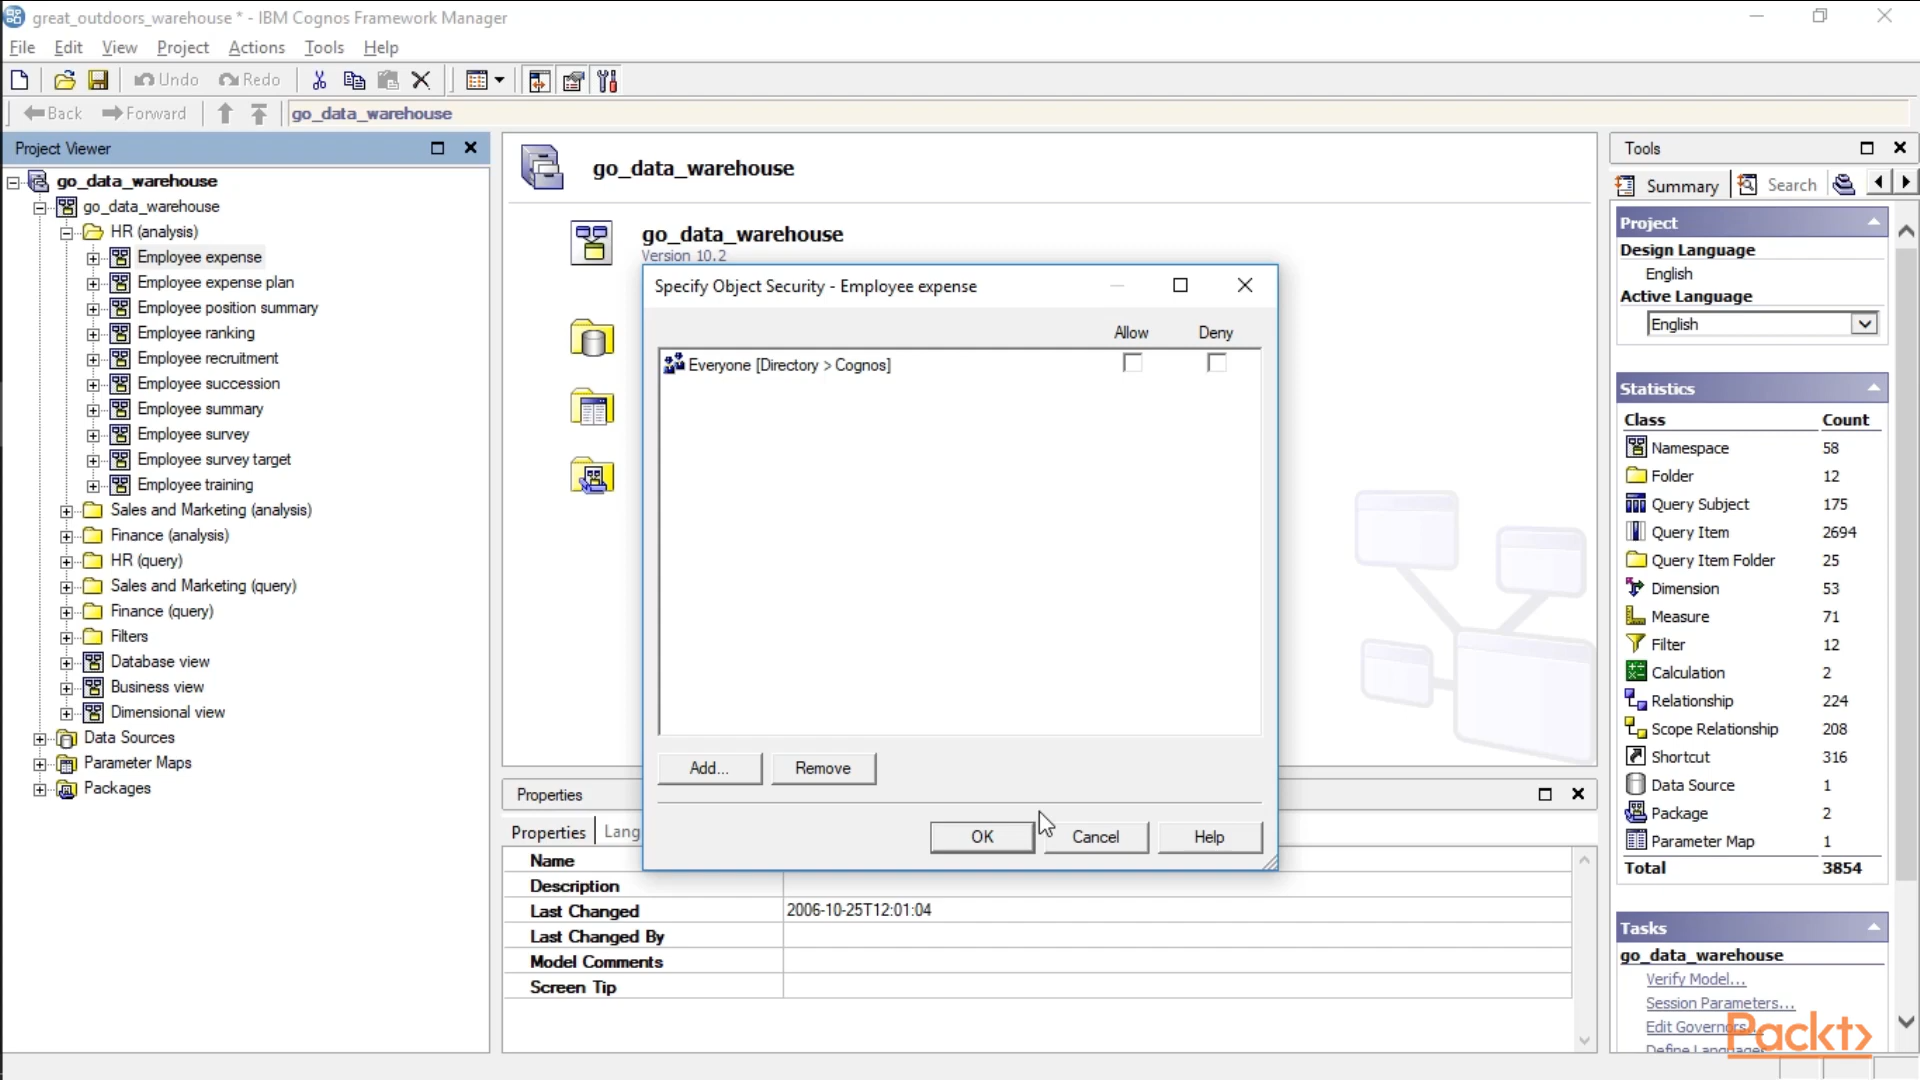 great_outdoors_warehouse * - IBM Cognos Framework Manager
File Edit View Project Actions Tools Help
Undo Redo
Back Forward go_data_warehouse
Project Viewer
go_data_warehouse
go_data_warehouse
HR (analysis)
Employee expense
Employee expense plan
Employee position summary
Employee ranking
Employee recruitment
Employee succession
Employee summary
Employee survey
Employee survey target
Employee training
Sales and Marketing (analysis)
Finance (analysis)
HR (query)
Sales and Marketing (query)
Finance (query)
Filters
Database view
Business view
Dimensional view
Data Sources
Parameter Maps
Packages
go_data_warehouse
go_data_warehouse
Version 10.2
Specify Object Security - Employee expense
Allow Deny
Everyone [Directory > Cognos]
Add... Remove
OK Cancel Help
Properties
Properties Lang
Name
Description
Last Changed 2006-10-25T12:01:04
Last Changed By
Model Comments
Screen Tip
Tools
Summary Search
Project
Design Language
English
Active Language
English
Statistics
Class Count
Namespace 58
Folder 12
Query Subject 175
Query Item 2694
Query Item Folder 25
Dimension 53
Measure 71
Filter 12
Calculation 2
Relationship 224
Scope Relationship 208
Shortcut 316
Data Source 1
Package 2
Parameter Map 1
Total 3854
Tasks
go_data_warehouse
Verify Model...
Session Parameters...
Edit Governors...
Define Languages...
Packt>